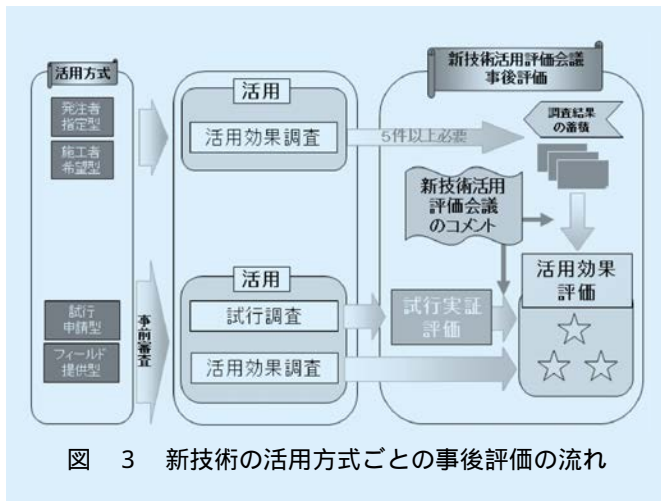 活用方式
発注者
指定型
施工者
希望型
試行
申請型
フィールド
提供型
事前審査
活用
活用効果調査
活用
試行調査
活用効果調査
新技術活用評価会議
事後評価
5件以上必要
調査結果
の蓄積
新技術活用
評価会議
のコメント
試行実証
評価
活用効果
評価
図 3 新技術の活用方式ごとの事後評価の流れ